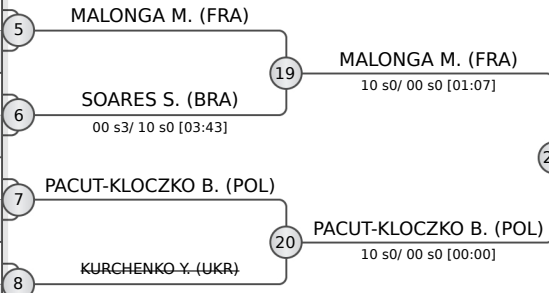 MALONGA M. (FRA)
5
MALONGA M. (FRA)
19
10 s0/ 00 s0 [01:07]
SOARES S. (BRA)
6
00 s3/ 10 s0 [03:43]
2
PACUT-KLOCZKO B. (POL)
7
PACUT-KLOCZKO B. (POL)
20
10 s0/ 00 s0 [00:00]
KURCHENKO Y. (UKR)
8